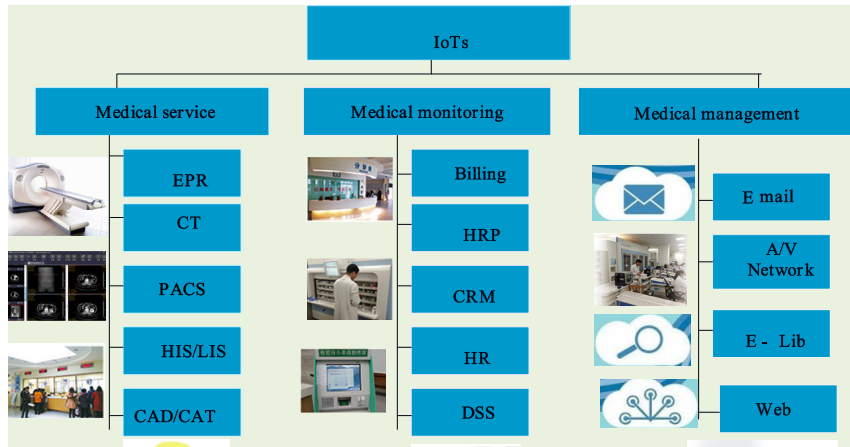 IoTs
Medical service
Medical monitoring
Medical management
EPR
CT
PACS
HIS/LIS
CAD/CAT
Billing
HRP
CRM
HR
DSS
E mail
A/V
Network
E - Lib
Web